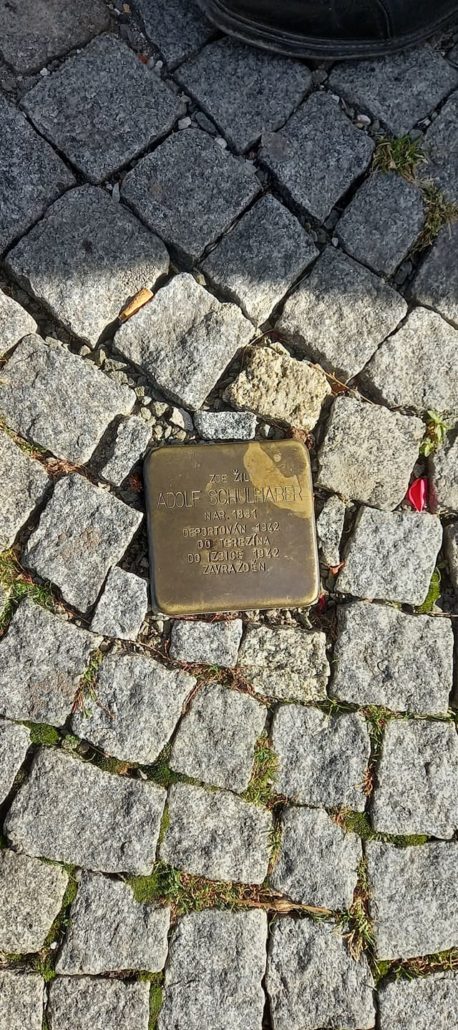 ZDE ŽIL
ADOLF SCHULHABER
NAR. 1881
DEPORTOVÁN 1942
DO TEREZÍNA
DO IZBICE 1942
ZAVRAŽDĚN